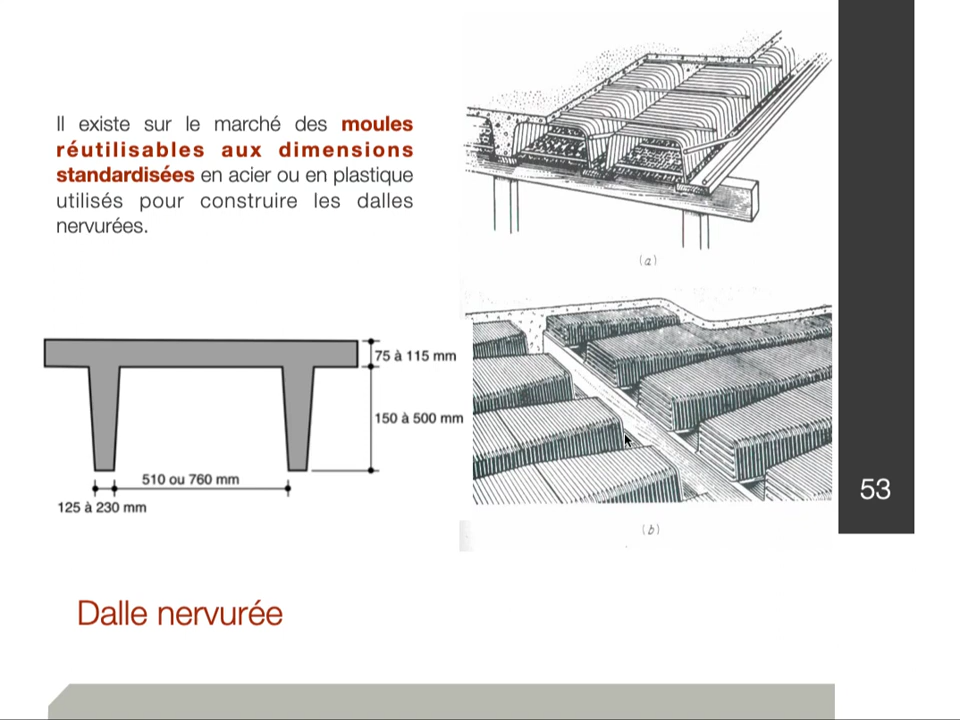 Il existe sur le marché des moules
réutilisables aux dimensions
standardisées en acier ou en plastique
utilisés pour construire les dalles
nervurées.
(a)
75 à 115 mm
150 à 500 mm
510 ou 760 mm
125 à 230 mm
(b)
53
Dalle nervurée